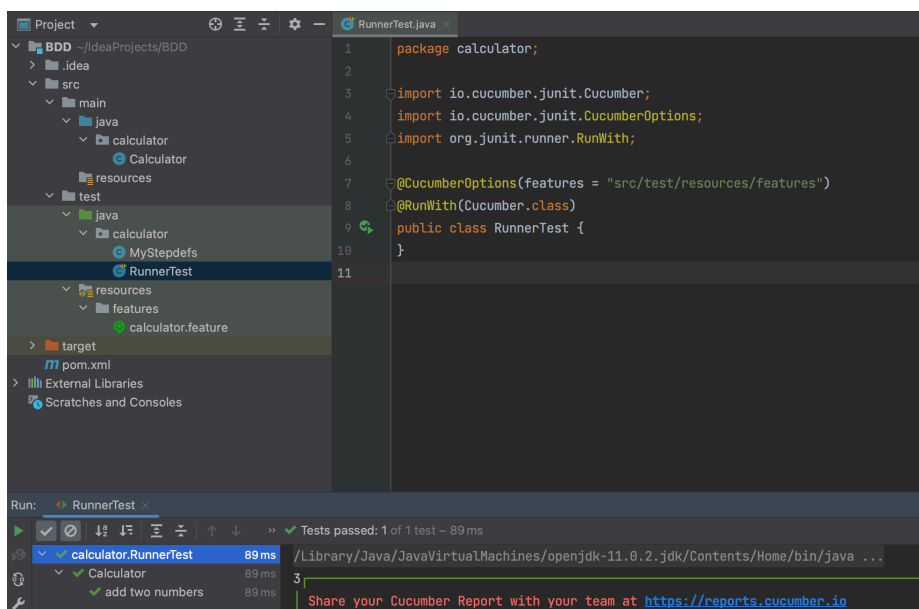 Project
RunnerTest.java
BDD ~/IdeaProjects/BDD
.idea
src
main
java
calculator
Calculator
resources
test
java
calculator
MyStepdefs
RunnerTest
resources
features
calculator.feature
target
pom.xml
External Libraries
Scratches and Consoles
1 package calculator;
2
3 import io.cucumber.junit.Cucumber;
4 import io.cucumber.junit.CucumberOptions;
5 import org.junit.runner.RunWith;
6
7 @CucumberOptions(features = "src/test/resources/features")
8 @RunWith(Cucumber.class)
9 public class RunnerTest {
10 }
11
Run: RunnerTest
Tests passed: 1 of 1 test – 89 ms
calculator.RunnerTest 89 ms
Calculator 89 ms
add two numbers 89 ms
/Library/Java/JavaVirtualMachines/openjdk-11.0.2.jdk/Contents/Home/bin/java ...
3
Share your Cucumber Report with your team at https://reports.cucumber.io